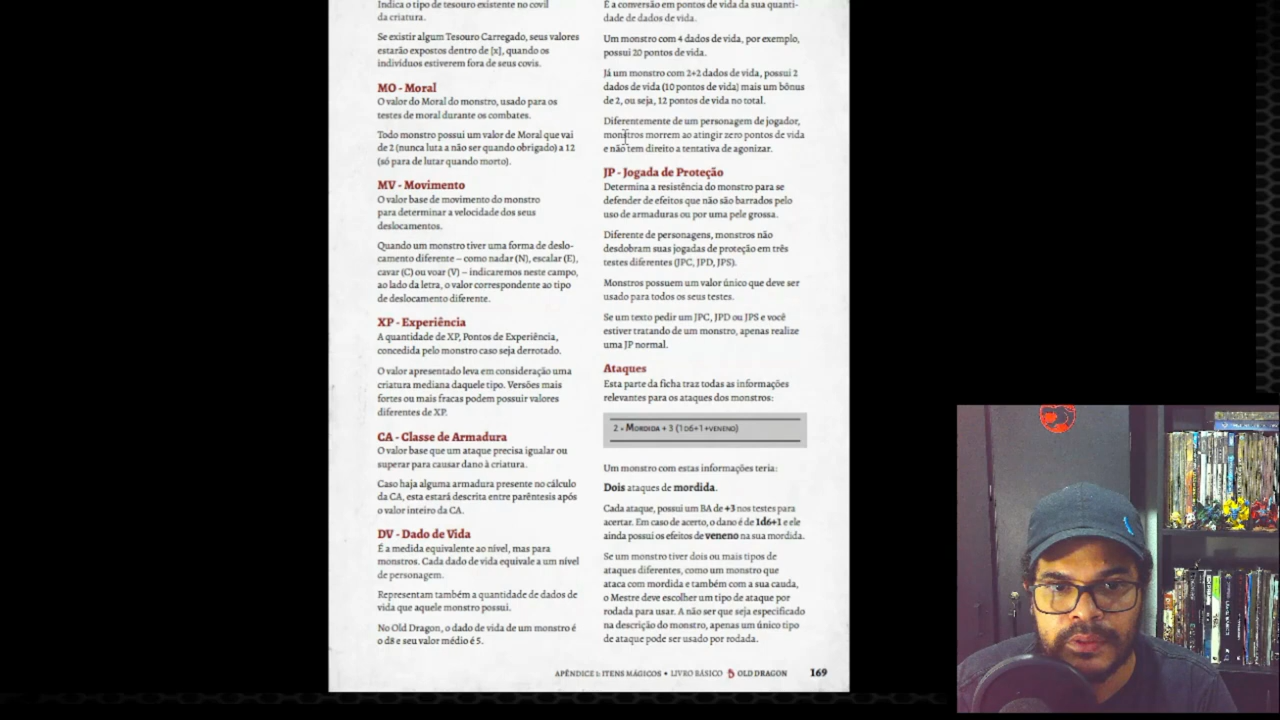 Indica o tipo de tesouro existente no covil
da criatura.
Se existir algum Tesouro Carregado, seus valores
estarão expostos dentro de [x], quando os
indivíduos estiverem fora de seus covis.
MO - Moral
O valor do Moral do monstro, usado para os
testes de moral durante os combates.
Todo monstro possui um valor de Moral que vai
de 2 (nunca luta a não ser quando obrigado) a 12
(só para de lutar quando morto).
MV - Movimento
O valor base de movimento do monstro
para determinar a velocidade dos seus
deslocamentos.
Quando um monstro tiver uma forma de deslo-
camento diferente – como nadar (N), escalar (E),
cavar (C) ou voar (V) – indicaremos neste campo,
ao lado da letra, o valor correspondente ao tipo
de deslocamento diferente.
XP - Experiência
A quantidade de XP, Pontos de Experiência,
concedida pelo monstro caso seja derrotado.
O valor apresentado leva em consideração uma
criatura mediana daquele tipo. Versões mais
fortes ou mais fracas podem possuir valores
diferentes de XP.
CA - Classe de Armadura
O valor base que um ataque precisa igualar ou
superar para causar dano à criatura.
Caso haja alguma armadura presente no cálculo
da CA, esta estará descrita entre parêntesis após
o valor inteiro da CA.
DV - Dado de Vida
É a medida equivalente ao nível, mas para
monstros. Cada dado de vida equivale a um nível
de personagem.
Representam também a quantidade de dados de
vida que aquele monstro possui.
No Old Dragon, o dado de vida de um monstro é
o d8 e seu valor médio é 5.
É a conversão em pontos de vida da sua quanti-
dade de dados de vida.
Um monstro com 4 dados de vida, por exemplo,
possui 20 pontos de vida.
Já um monstro com 2+2 dados de vida, possui 2
dados de vida (10 pontos de vida) mais um bônus
de 2, ou seja, 12 pontos de vida no total.
Diferentemente de um personagem de jogador,
monstros morrem ao atingir zero pontos de vida
e não tem direito a tentativa de agonizar.
JP - Jogada de Proteção
Determina a resistência do monstro para se
defender de efeitos que não são barrados pelo
uso de armaduras ou por uma pele grossa.
Diferente de personagens, monstros não
desdobram suas jogadas de proteção em três
testes diferentes (JPC, JPD, JPS).
Monstros possuem um valor único que deve ser
usado para todos os seus testes.
Se um texto pedir um JPC, JPD ou JPS e você
estiver tratando de um monstro, apenas realize
uma JP normal.
Ataques
Esta parte da ficha traz todas as informações
relevantes para os ataques dos monstros:
2 × Mordida + 3 (1d6+1+veneno)
Um monstro com estas informações teria:
Dois ataques de mordida.
Cada ataque, possui um BA de +3 nos testes para
acertar. Em caso de acerto, o dano é de 1d6+1 e ele
ainda possui os efeitos de veneno na sua mordida.
Se um monstro tiver dois ou mais tipos de
ataques diferentes, como um monstro que
ataca com mordida e também com a sua cauda,
o Mestre deve escolher um tipo de ataque por
rodada para usar. A não ser que seja especificado
na descrição do monstro, apenas um único tipo
de ataque pode ser usado por rodada.
APÊNDICE 1: ITENS MÁGICOS • LIVRO BÁSICO OLD DRAGON 169